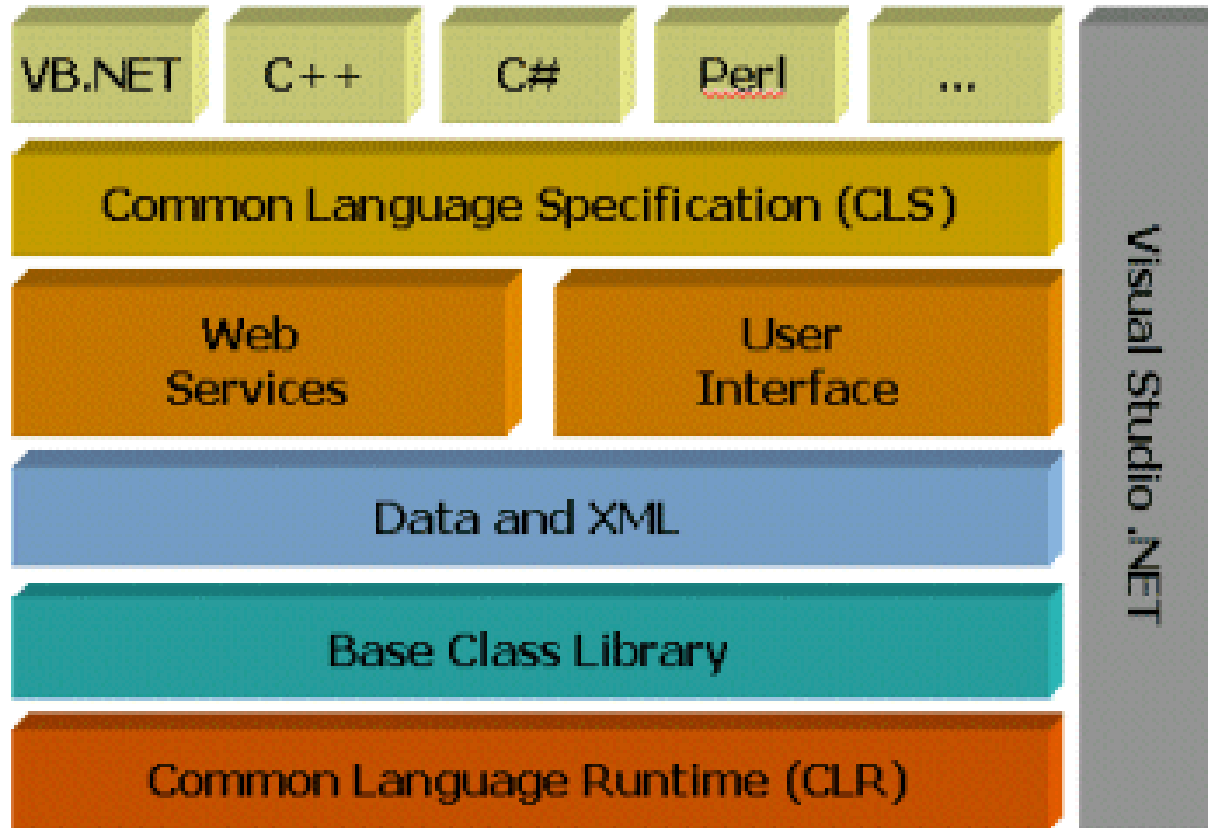 VB.NET
C++
C#
Perl
...
Common Language Specification (CLS)
Web
Services
User
Interface
Data and XML
Base Class Library
Common Language Runtime (CLR)
Visual Studio .NET